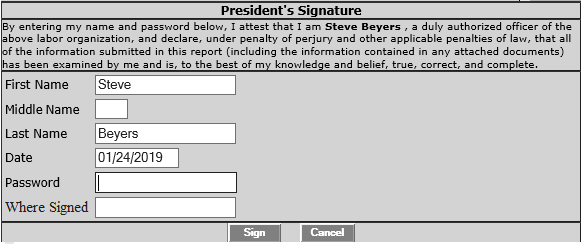 President's Signature
By entering my name and password below, I attest that I am Steve Beyers , a duly authorized officer of the
above labor organization, and declare, under penalty of perjury and other applicable penalties of law, that all
of the information submitted in this report (including the information contained in any attached documents)
has been examined by me and is, to the best of my knowledge and belief, true, correct, and complete.
First Name Steve
Middle Name
Last Name Beyers
Date 01/24/2019
Password
Where Signed
Sign Cancel